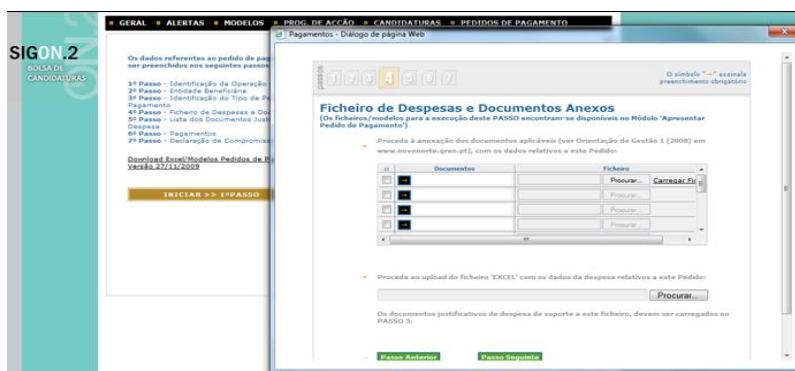 GERAL ALERTAS MODELOS PROG. DE ACÇÃO CANDIDATURAS PEDIDOS DE PAGAMENTO
SIGON.2
BOLSA DE
CANDIDATURAS
Os dados referentes ao pedido de
ser preenchidos nos seguintes passos
1º Passo - Identificação da Operação
2º Passo - Entidade Beneficiária
3º Passo - Identificação do Tipo de
Pagamento
4º Passo - Ficheiro de Despesas e
5º Passo - Lista dos Documentos
Despesa
6º Passo - Pagamentos
7º Passo - Declaração de
Download Excel/Modelos Pedidos de
Versão 27/11/2009
INICIAR >> 1ºPASSO
Pagamentos - Diálogo de página Web
passos 1 2 3 4 5 6 7
O símbolo "→" assinala
preenchimento obrigatório
Ficheiro de Despesas e Documentos Anexos
(Os ficheiros/modelos para a execução deste PASSO encontram-se disponíveis no Módulo 'Apresentar
Pedido de Pagamento')
→ Proceda à anexação dos documentos aplicáveis (ver Orientação de Gestão 1 (2008) em
www.novonorte.qren.pt), com os dados relativos a este Pedido:
Documentos Ficheiro
Procurar... Carregar
Procurar...
Procurar...
Procurar...
→ Proceda ao upload do ficheiro 'EXCEL' com os dados da despesa relativos a este Pedido:
Procurar...
Os documentos justificativos de despesa de suporte a este ficheiro, devem ser carregados no
PASSO 5.
Passo Anterior Passo Seguinte